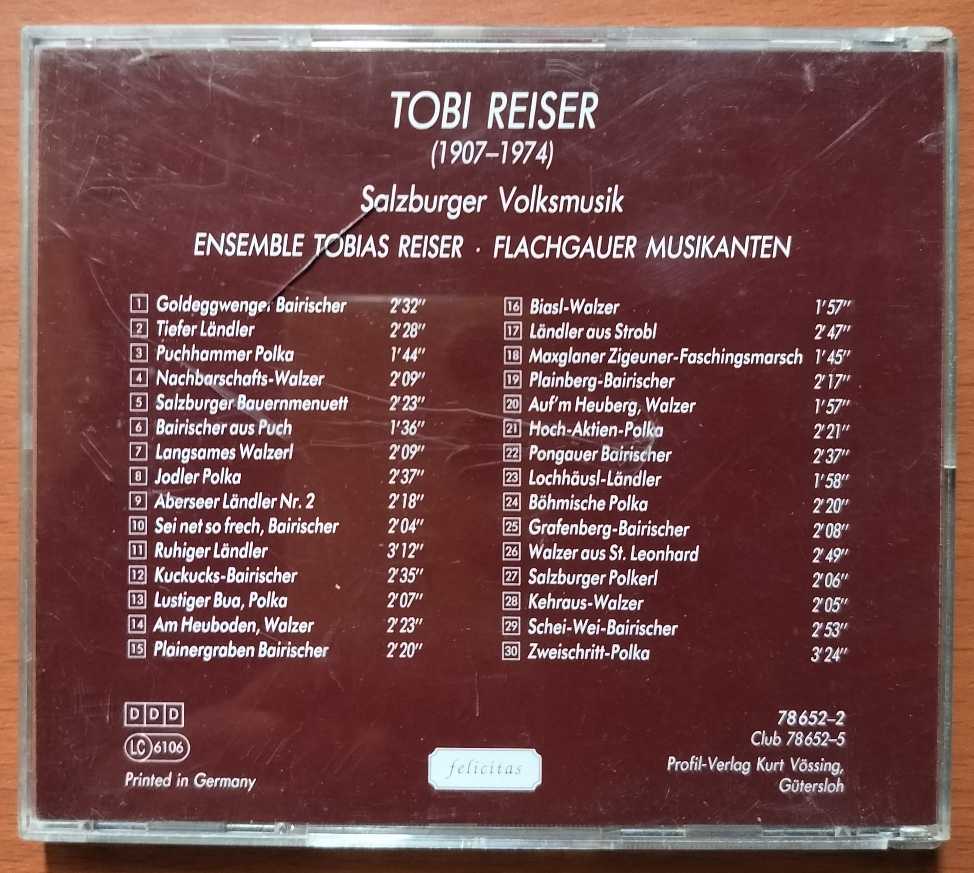 TOBI REISER
(1907–1974)
Salzburger Volksmusik
ENSEMBLE TOBIAS REISER · FLACHGAUER MUSIKANTEN
1 Goldeggwenger Bairischer 2'32"
2 Tiefer Ländler 2'28"
3 Puchhammer Polka 1'44"
4 Nachbarschafts-Walzer 2'09"
5 Salzburger Bauernmenuett 2'23"
6 Bairischer aus Puch 1'36"
7 Langsames Walzerl 2'09"
8 Jodler Polka 2'37"
9 Aberseer Ländler Nr. 2 2'18"
10 Sei net so frech, Bairischer 2'04"
11 Ruhiger Ländler 3'12"
12 Kuckucks-Bairischer 2'35"
13 Lustiger Bua, Polka 2'07"
14 Am Heuboden, Walzer 2'23"
15 Plainergraben Bairischer 2'20"
16 Biasl-Walzer 1'57"
17 Ländler aus Strobl 2'47"
18 Maxglaner Zigeuner-Faschingsmarsch 1'45"
19 Plainberg-Bairischer 2'17"
20 Auf'm Heuberg, Walzer 1'57"
21 Hoch-Aktien-Polka 2'21"
22 Pongauer Bairischer 2'37"
23 Lochhäusl-Ländler 1'58"
24 Böhmische Polka 2'20"
25 Grafenberg-Bairischer 2'08"
26 Walzer aus St. Leonhard 2'49"
27 Salzburger Polkerl 2'06"
28 Kehraus-Walzer 2'05"
29 Schei-Wei-Bairischer 2'53"
30 Zweischritt-Polka 3'24"
DDD
LC 6106
Printed in Germany
felicitas
78652–2
Club 78652–5
Profil-Verlag Kurt Vössing,
Gütersloh